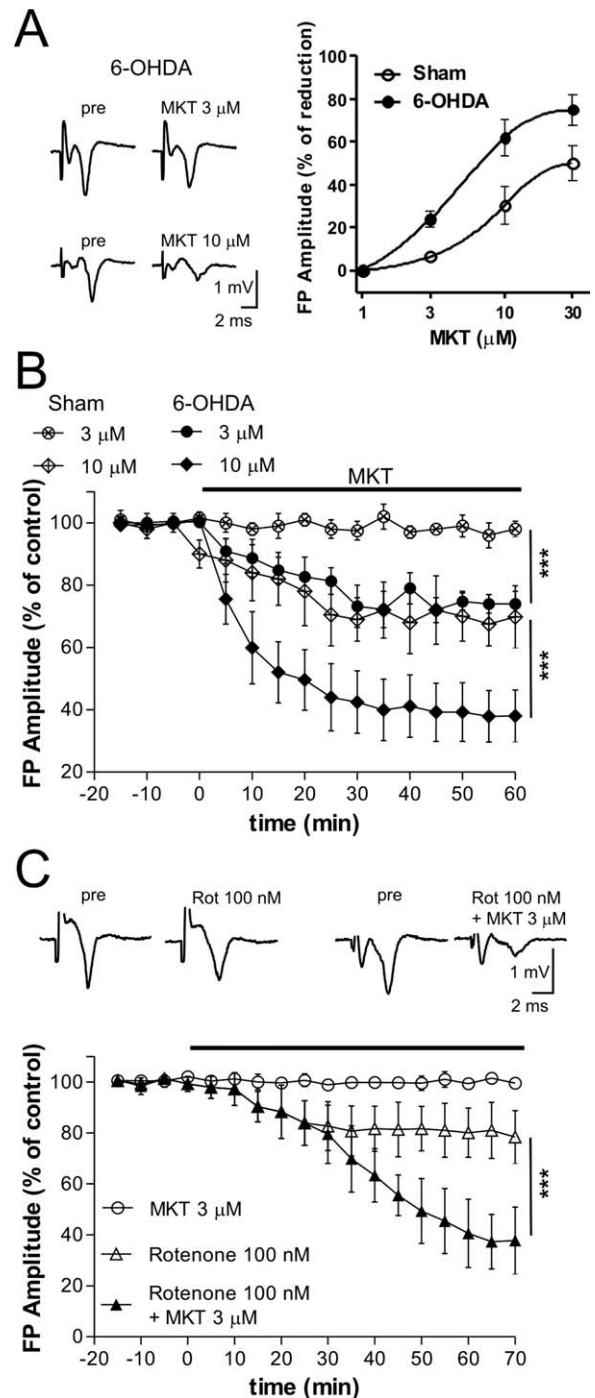 A
6-OHDA
pre
MKT 3 μM
pre
MKT 10 μM
1 mV
2 ms
FP Amplitude (% of reduction)
100
80
60
40
20
0
Sham
6-OHDA
1
3
10
30
MKT (μM)
B
Sham
6-OHDA
3 μM
3 μM
10 μM
10 μM
MKT
FP Amplitude (% of control)
100
80
60
40
20
***
***
-20
-10
0
10
20
30
40
50
60
time (min)
C
pre
Rot 100 nM
pre
Rot 100 nM
+ MKT 3 μM
1 mV
2 ms
FP Amplitude (% of control)
100
80
60
40
20
0
***
MKT 3 μM
Rotenone 100 nM
Rotenone 100 nM
+ MKT 3 μM
-20
-10
0
10
20
30
40
50
60
70
time (min)